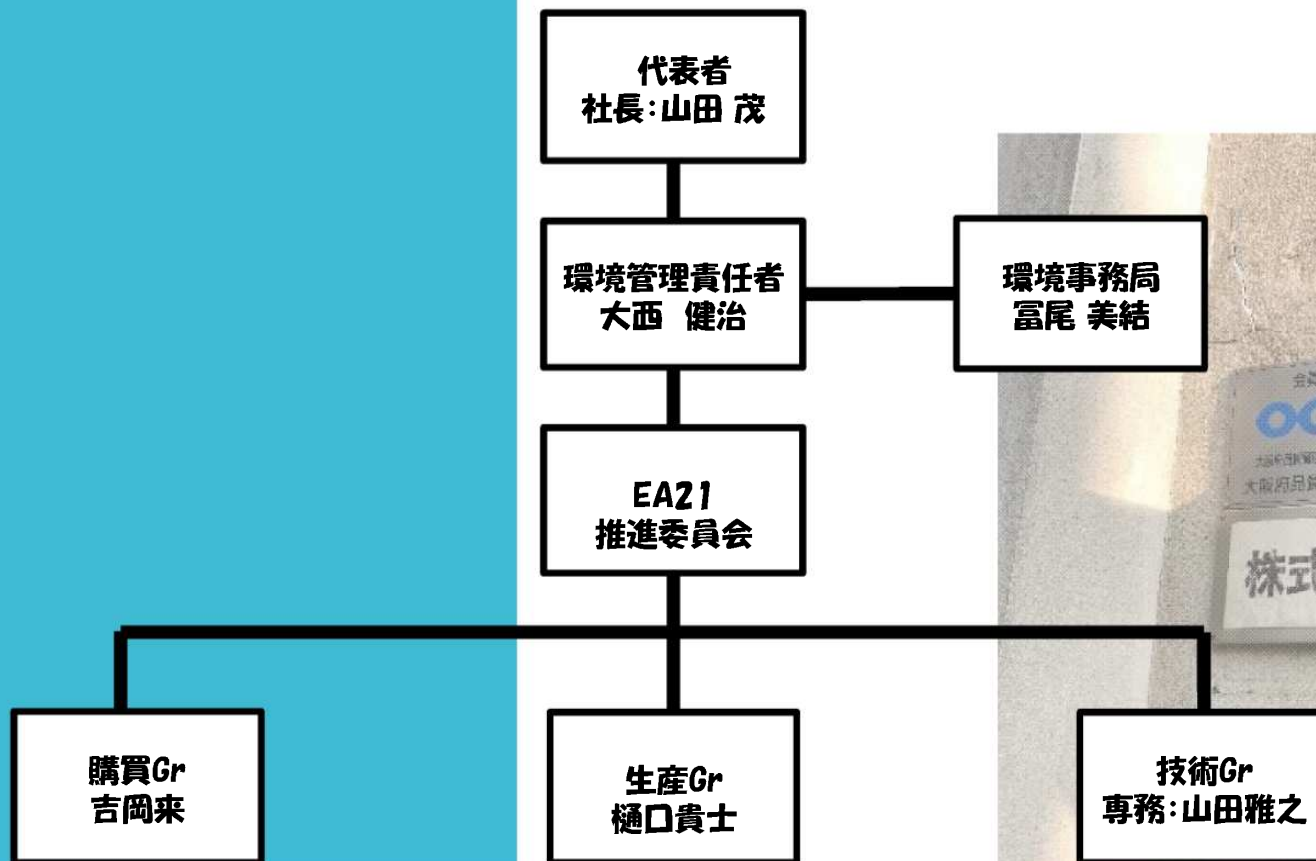 代表者
社長:山田 茂
環境管理責任者
大西 健治
環境事務局
冨尾 美結
EA21
推進委員会
株式
購買Gr
吉岡来
生産Gr
樋口貴士
技術Gr
専務:山田雅之